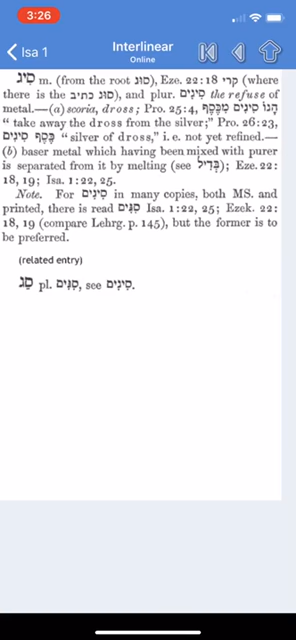 3:26
Isa 1
Interlinear
Online
סִיג m. (from the root סוּג), Eze. 22:18 קרי (where
there is the סוּג כתיב), and plur. סִיגִים the refuse of
metal.—(a) scoria, dross; Pro. 25:4, הָגוֹ סִיגִים מִכֶּסֶף
“ take away the dross from the silver;” Pro. 26:23,
כֶּסֶף סִיגִים “silver of dross,” i. e. not yet refined.—
(b) baser metal which having been mixed with purer
is separated from it by melting (see בְּדִיל); Eze. 22:
18, 19; Isa. 1:22, 25.
Note. For סִיגִים in many copies, both MS. and
printed, there is read סִגִּים Isa. 1:22, 25; Ezek. 22:
18, 19 (compare Lehrg. p. 145), but the former is to
be preferred.
(related entry)
סַג pl. סִגִּים, see סִיגִים.